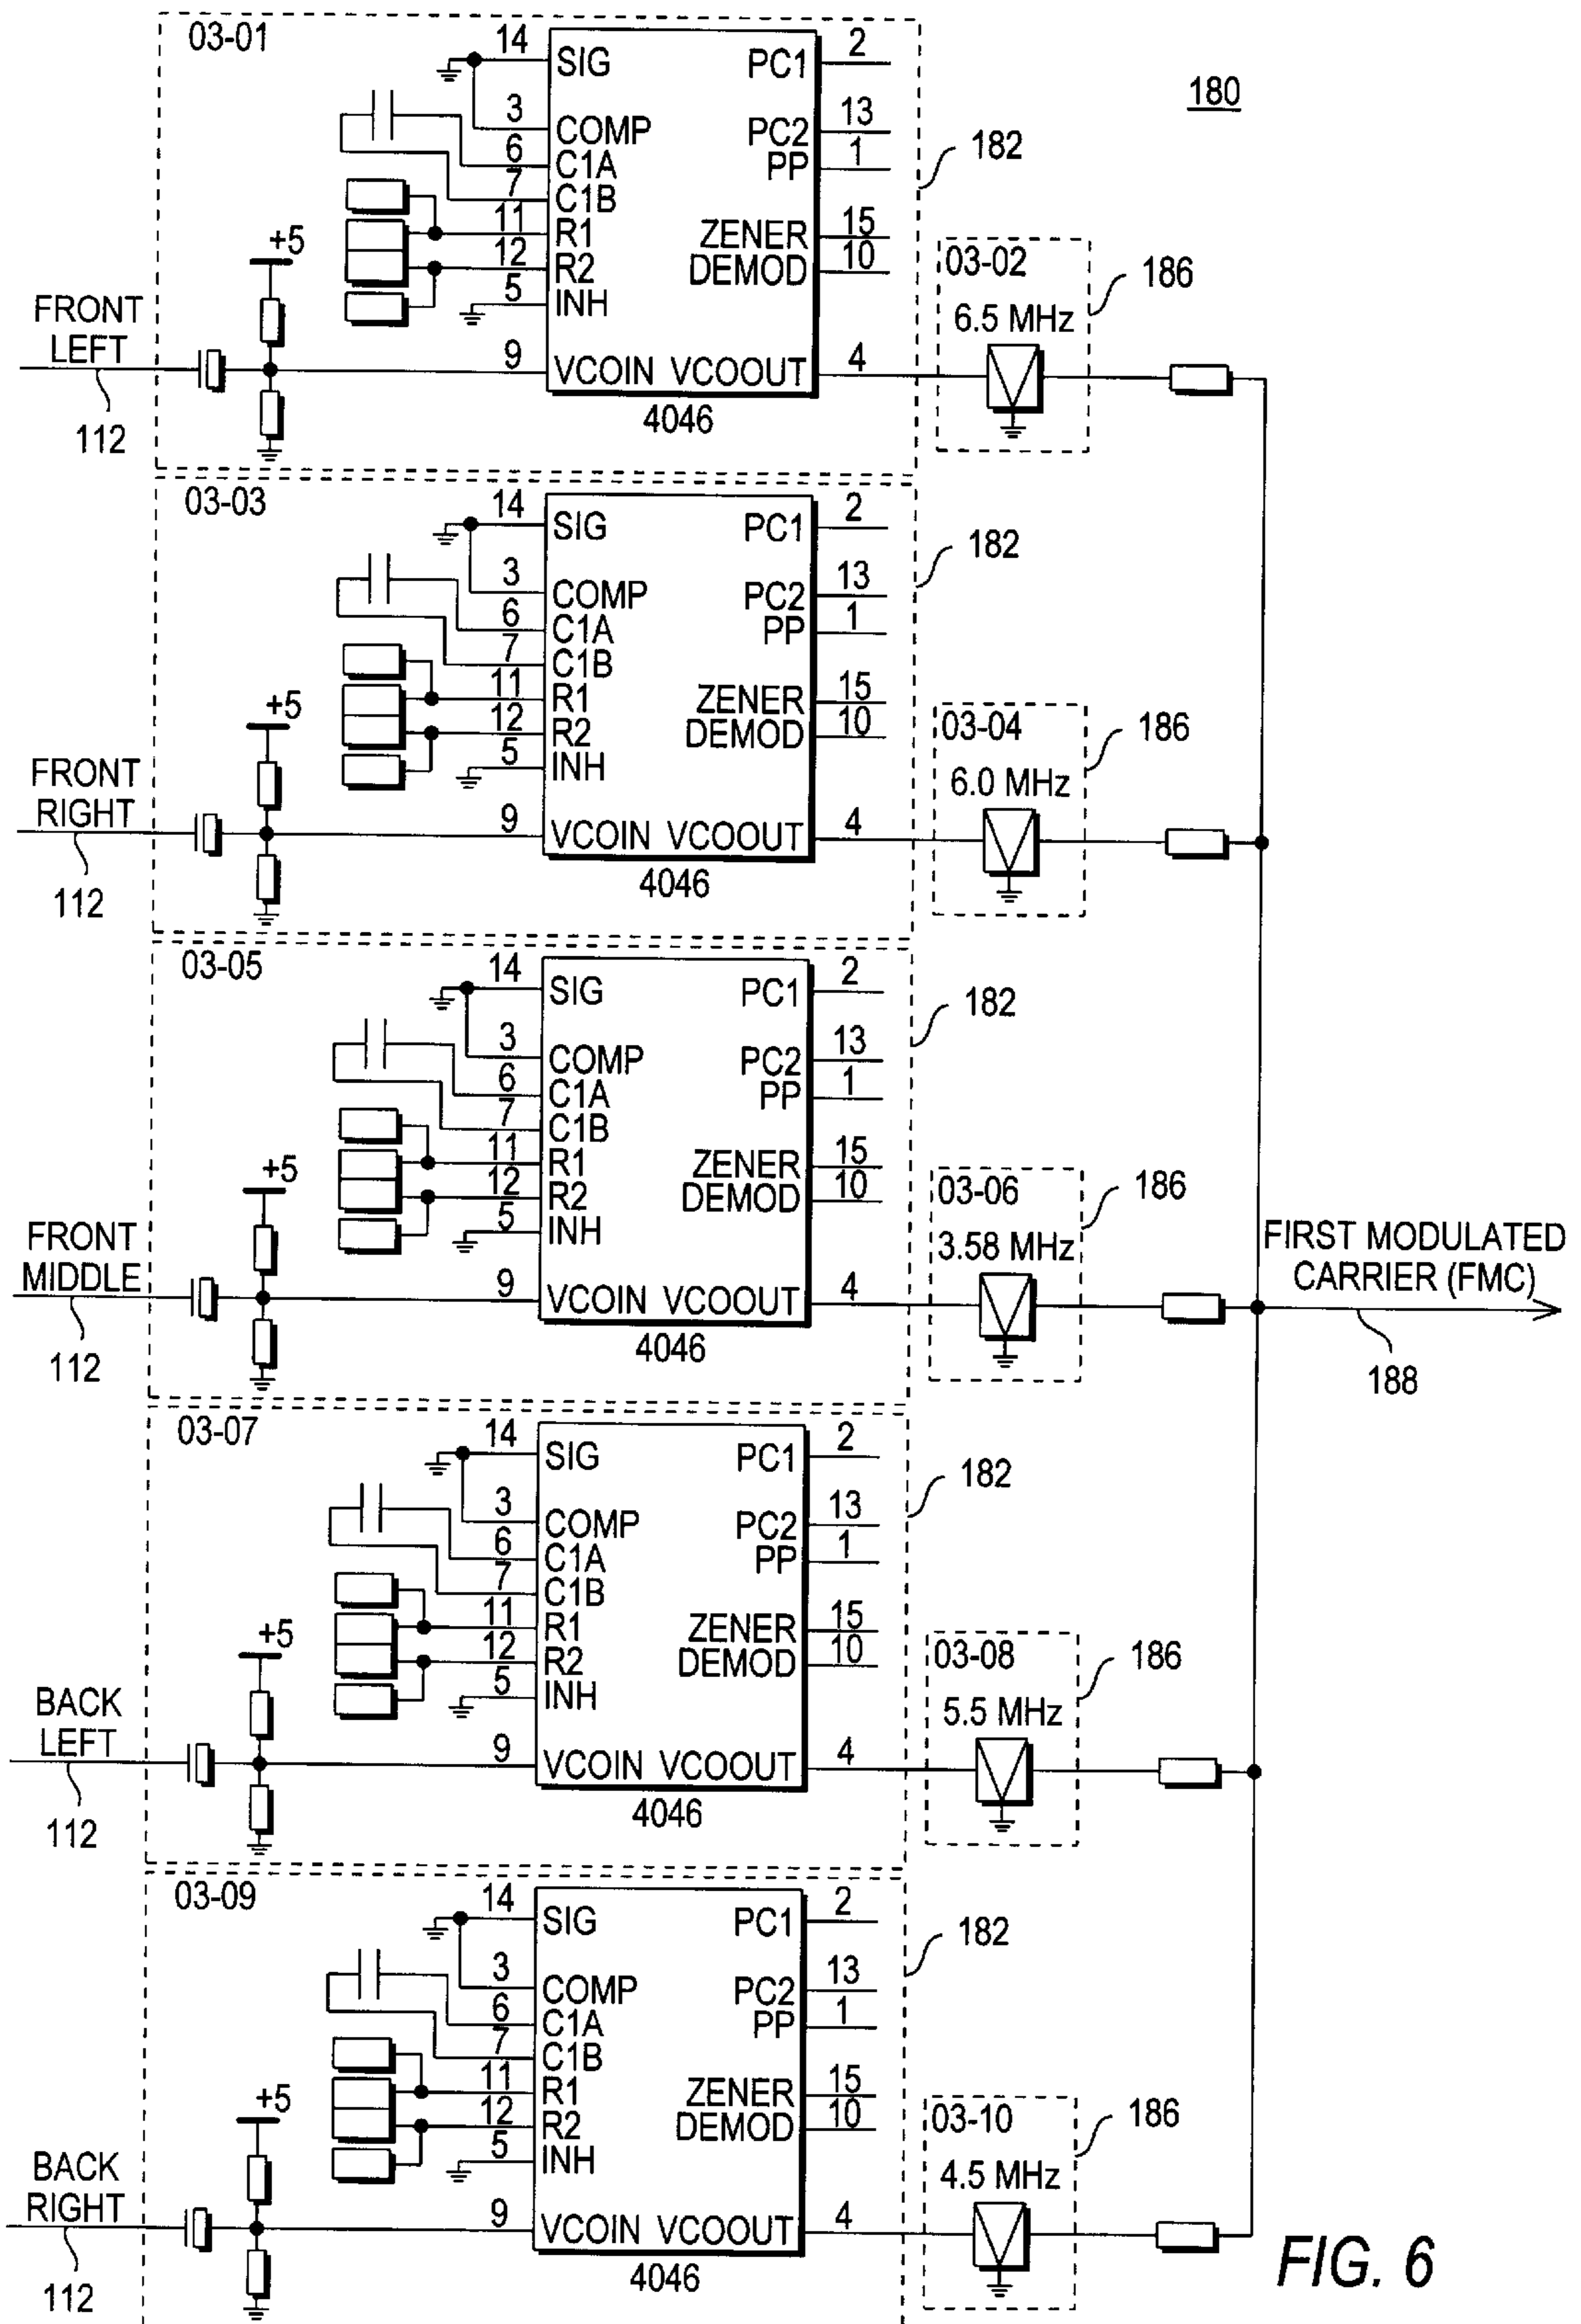 180
03-01
14 SIG PC1 2
3 COMP PC2 13
6 C1A PP 1
7 C1B
11 R1 ZENER 15
12 R2 DEMOD 10
5 INH
+5
FRONT
LEFT
112
9 VCOIN VCOOUT 4
4046
182
03-02
6.5 MHz
186
03-03
14 SIG PC1 2
3 COMP PC2 13
6 C1A PP 1
7 C1B
11 R1 ZENER 15
12 R2 DEMOD 10
5 INH
+5
FRONT
RIGHT
112
9 VCOIN VCOOUT 4
4046
182
03-04
6.0 MHz
186
03-05
14 SIG PC1 2
3 COMP PC2 13
6 C1A PP 1
7 C1B
11 R1 ZENER 15
12 R2 DEMOD 10
5 INH
+5
FRONT
MIDDLE
112
9 VCOIN VCOOUT 4
4046
182
03-06
3.58 MHz
186
FIRST MODULATED
CARRIER (FMC)
188
03-07
14 SIG PC1 2
3 COMP PC2 13
6 C1A PP 1
7 C1B
11 R1 ZENER 15
12 R2 DEMOD 10
5 INH
+5
BACK
LEFT
112
9 VCOIN VCOOUT 4
4046
182
03-08
5.5 MHz
186
03-09
14 SIG PC1 2
3 COMP PC2 13
6 C1A PP 1
7 C1B
11 R1 ZENER 15
12 R2 DEMOD 10
5 INH
+5
BACK
RIGHT
112
9 VCOIN VCOOUT 4
4046
182
03-10
4.5 MHz
186
FIG. 6